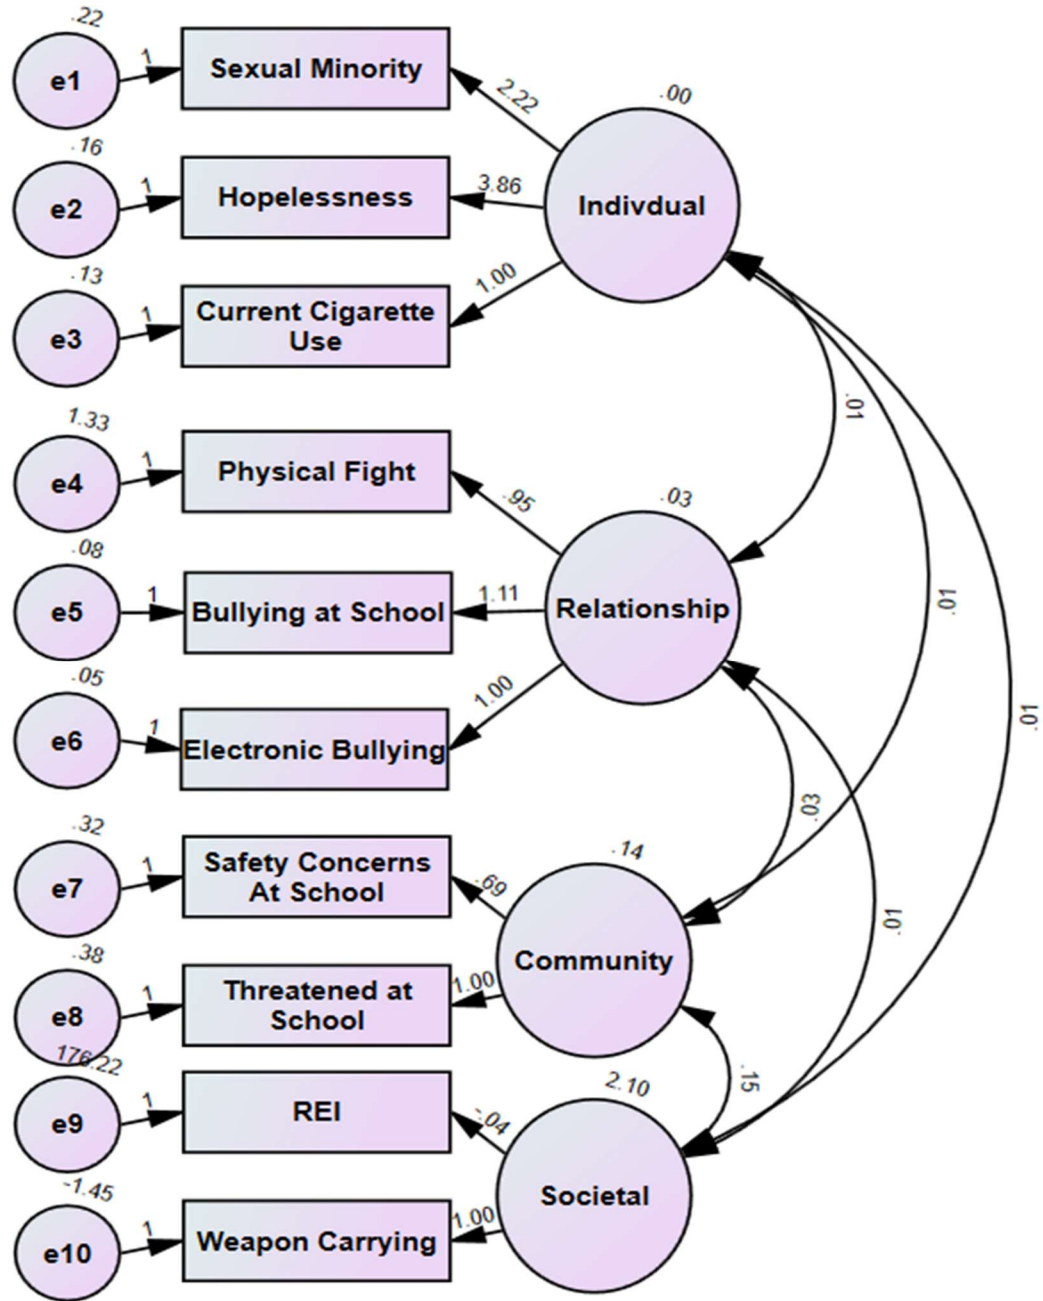 .22
e1
1
Sexual Minority
2.22
.00
Indivdual
.16
e2
1
Hopelessness
3.86
.13
e3
1
Current Cigarette
Use
1.00
.01
1.33
e4
1
Physical Fight
.95
.03
Relationship
.08
e5
1
Bullying at School
1.11
.01
.05
e6
1
Electronic Bullying
1.00
.01
.03
.32
e7
1
Safety Concerns
At School
.69
.14
Community
.01
.38
e8
1
Threatened at
School
1.00
.15
176.22
e9
1
REI
-.04
2.10
Societal
-1.45
e10
1
Weapon Carrying
1.00